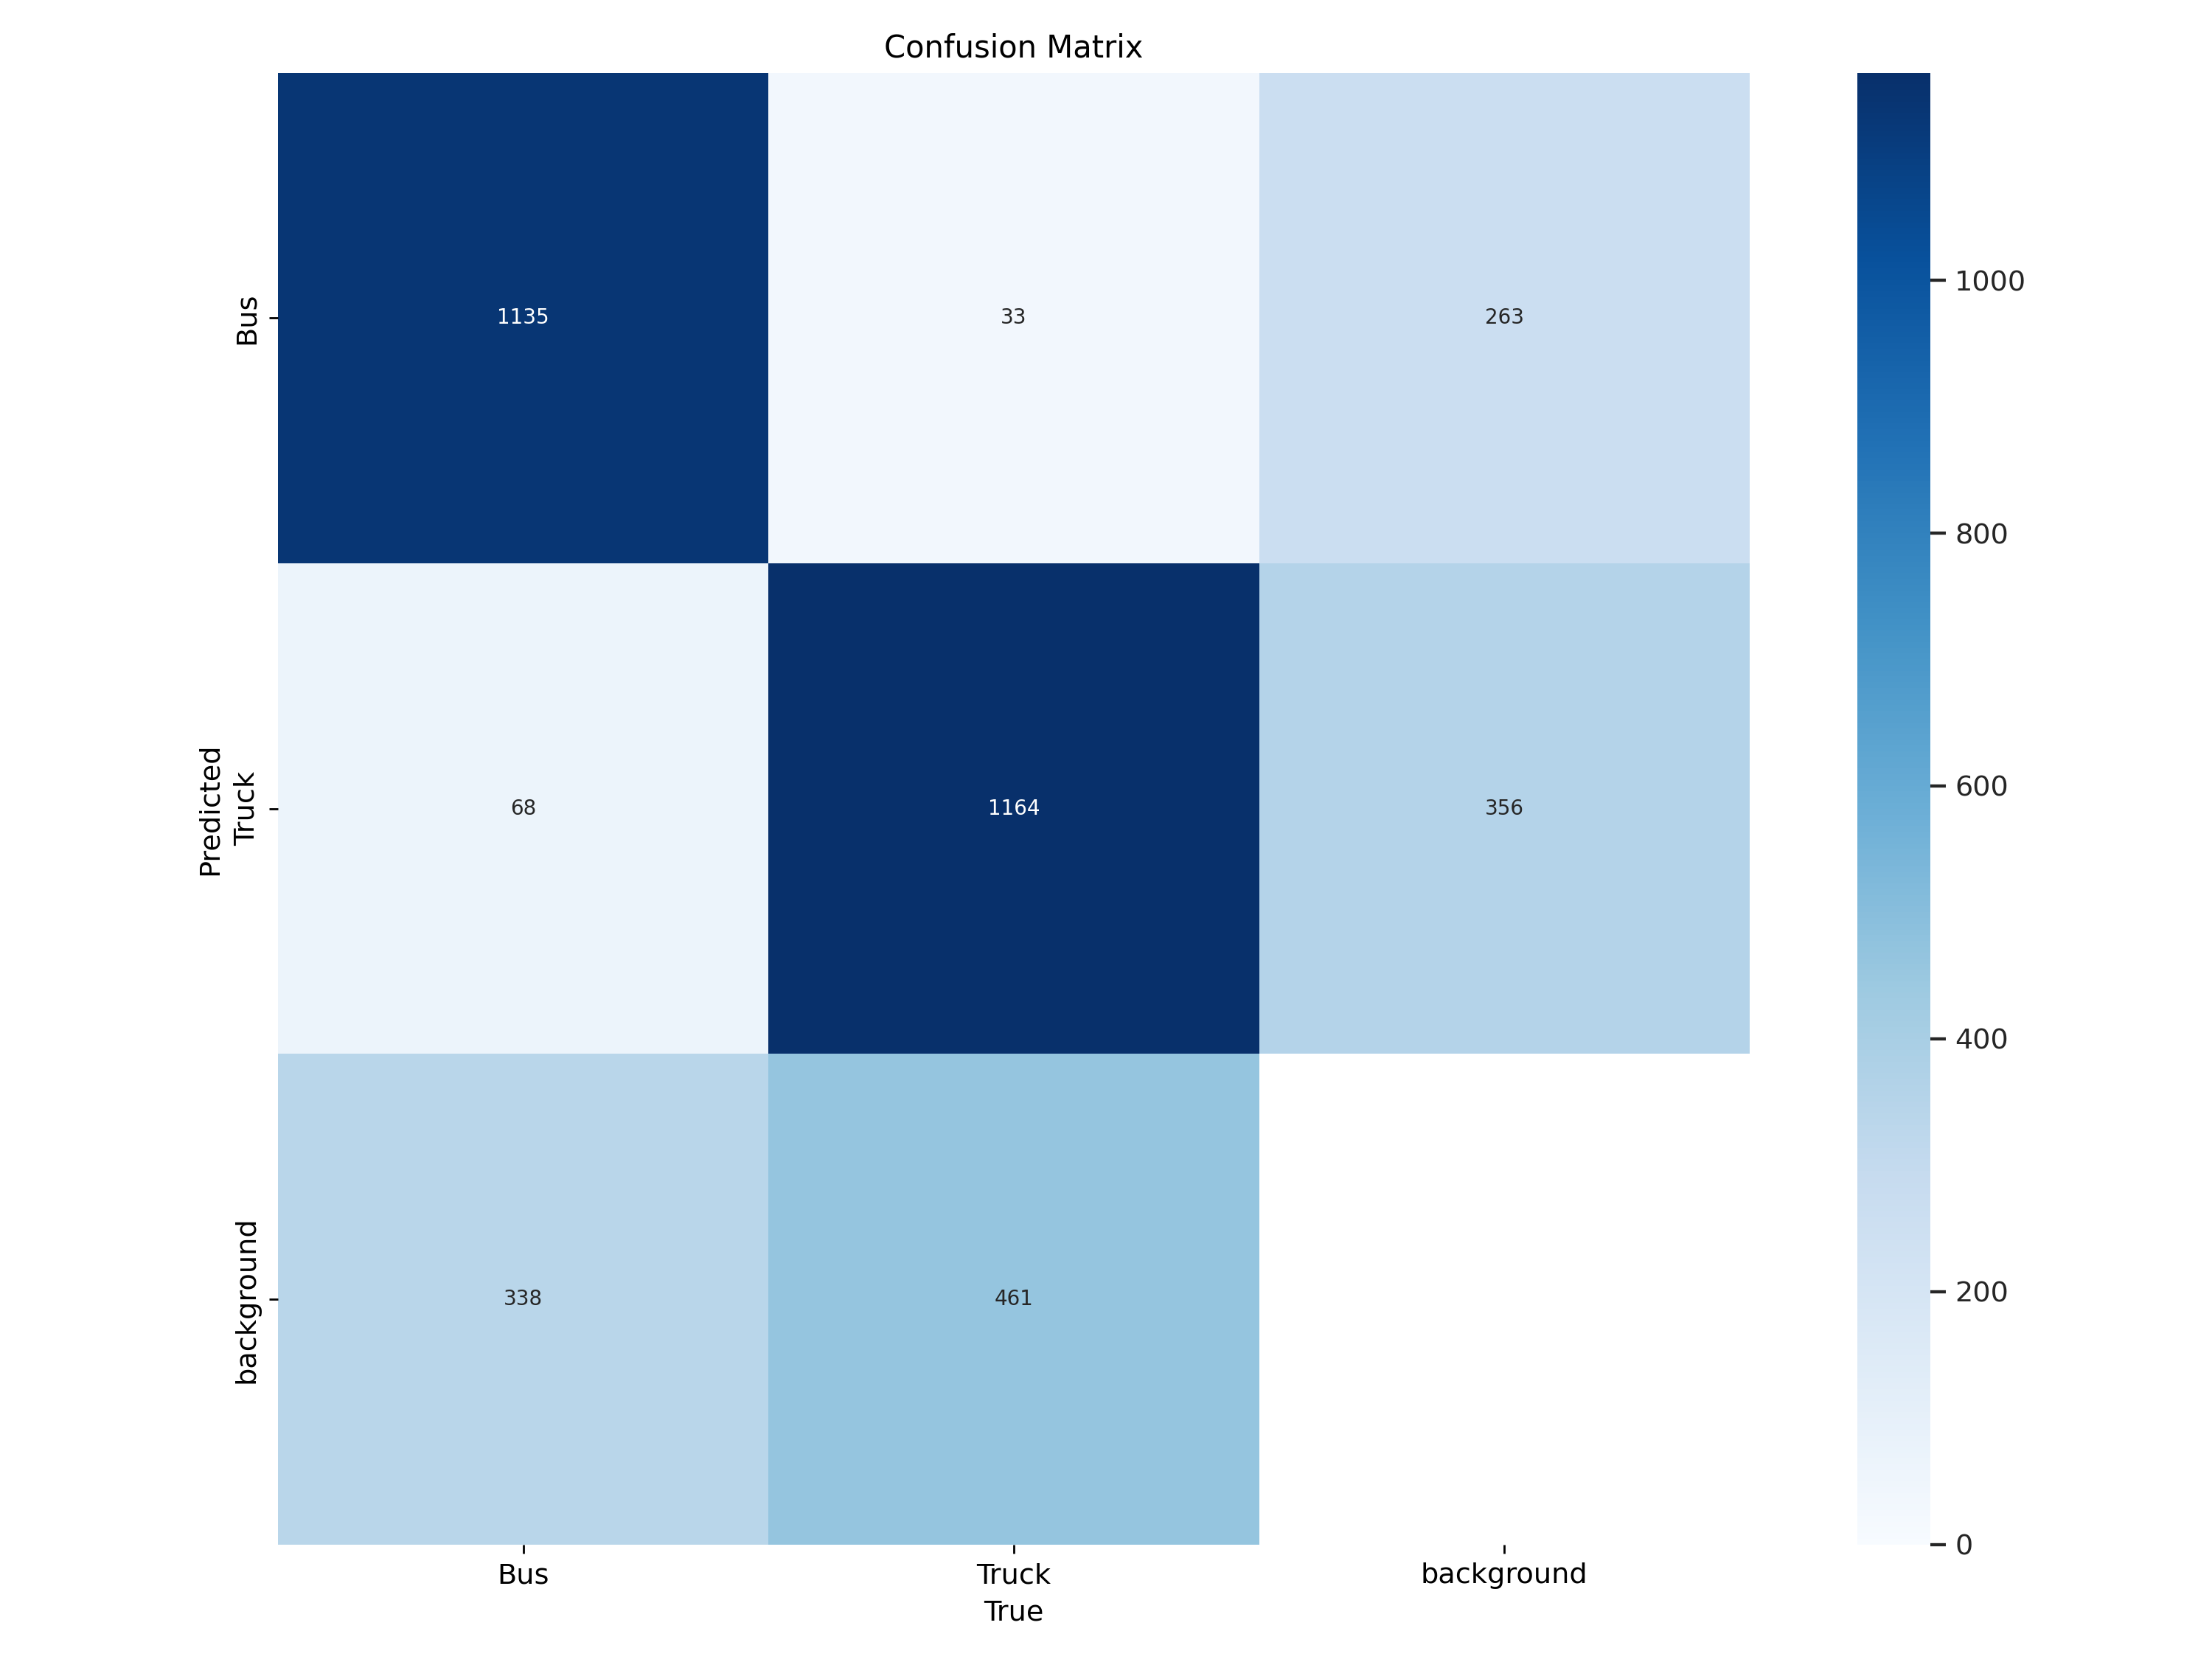 Confusion Matrix
Bus
1135
33
263
1000
800
Predicted
Truck
68
1164
356
600
400
background
338
461
200
0
Bus
Truck
background
True